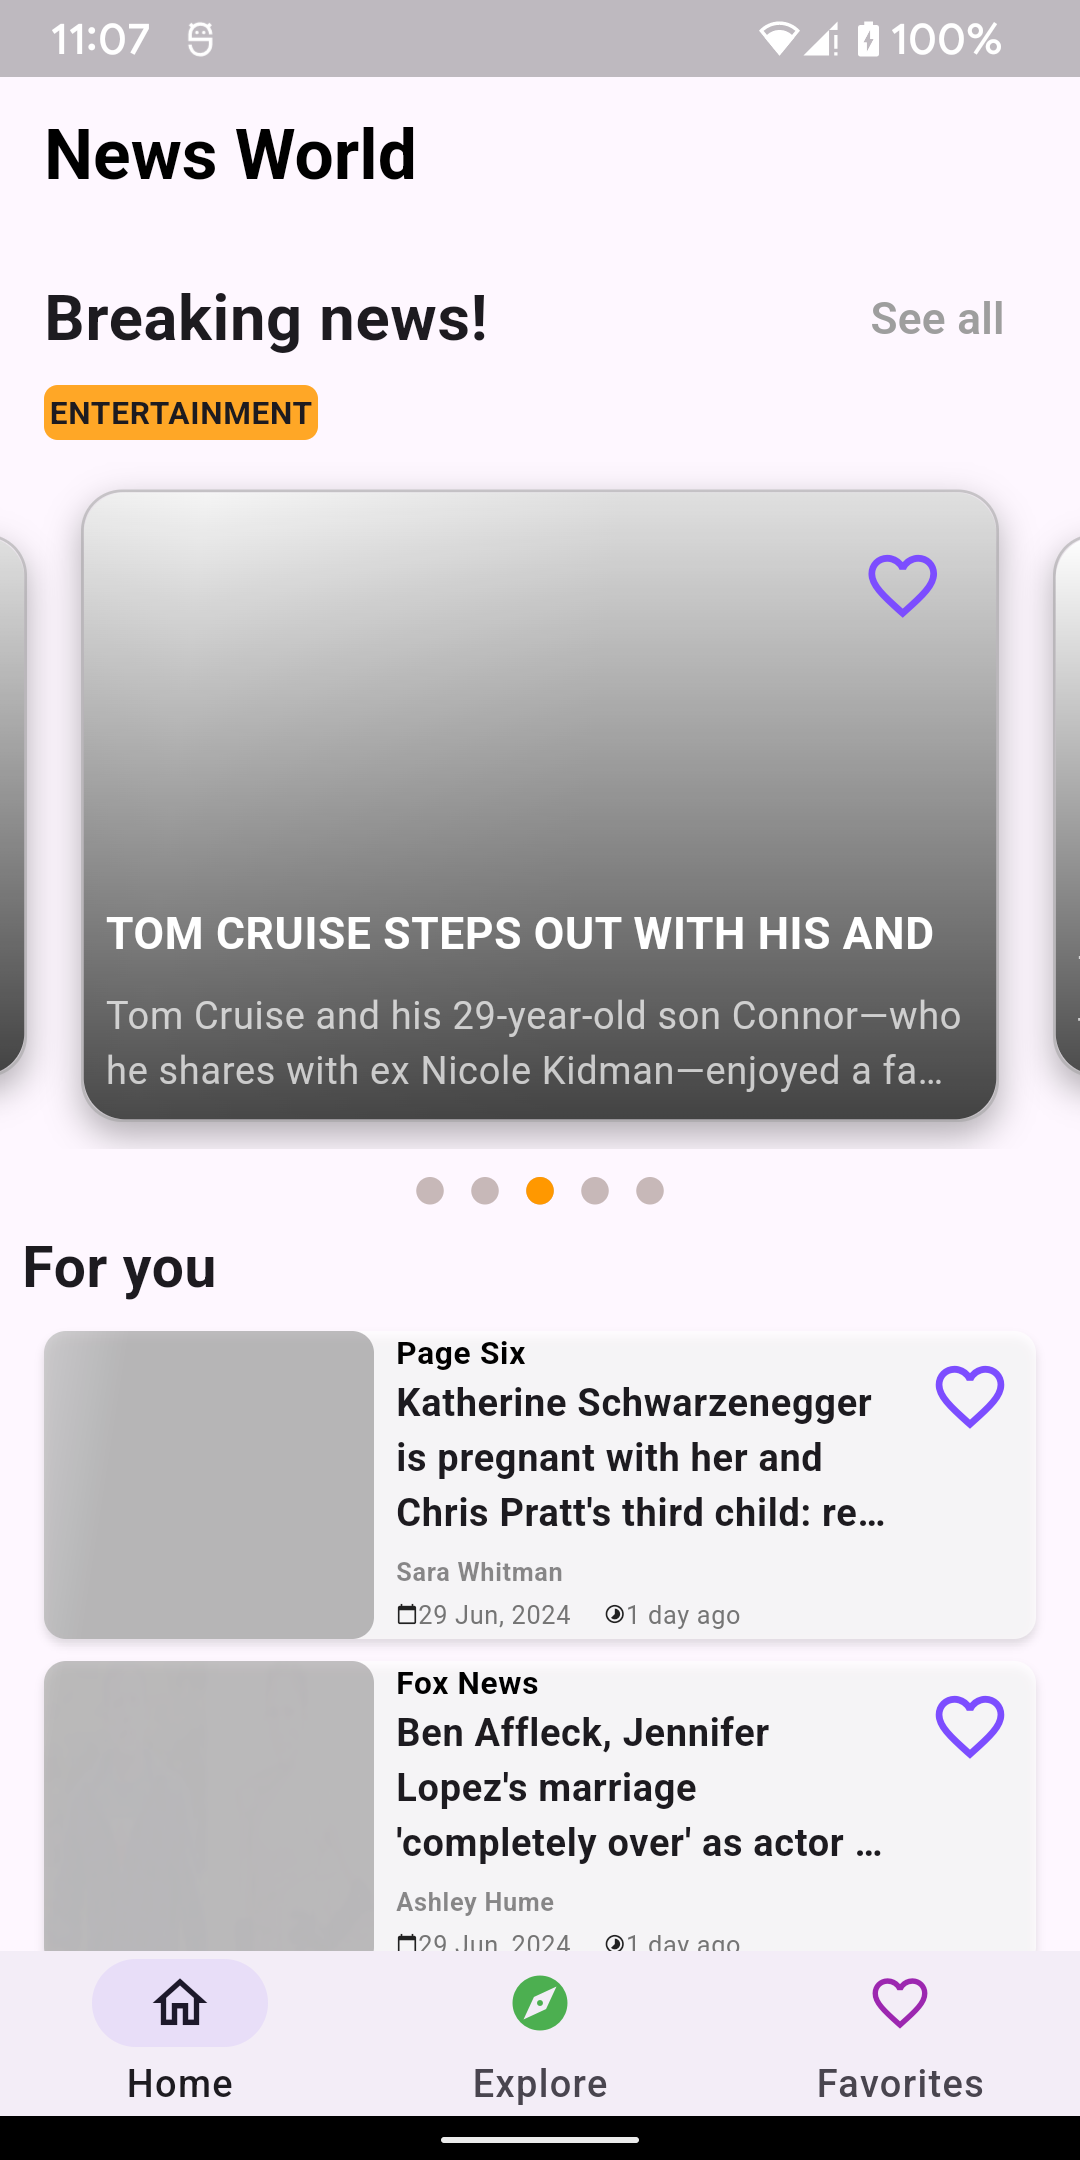 11:07
100%
News World
Breaking news!
See all
ENTERTAINMENT
TOM CRUISE STEPS OUT WITH HIS AND
Tom Cruise and his 29-year-old son Connor—who
he shares with ex Nicole Kidman—enjoyed a fa…
For you
Page Six
Katherine Schwarzenegger
is pregnant with her and
Chris Pratt's third child: re…
Sara Whitman
29 Jun, 2024
1 day ago
Fox News
Ben Affleck, Jennifer
Lopez's marriage
'completely over' as actor …
Ashley Hume
29 Jun, 2024
1 day ago
Home
Explore
Favorites